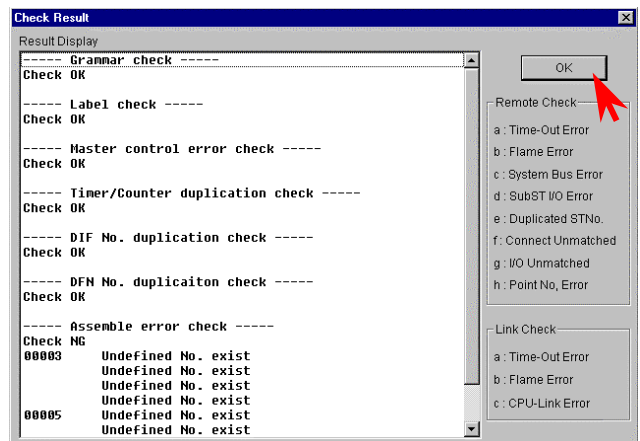 Check Result
Result Display
----- Grammar check -----
Check OK
----- Label check -----
Check OK
----- Master control error check -----
Check OK
----- Timer/Counter duplication check -----
Check OK
----- DIF No. duplication check -----
Check OK
----- DFN No. duplicaiton check -----
Check OK
----- Assemble error check -----
Check NG
00003 Undefined No. exist
Undefined No. exist
Undefined No. exist
Undefined No. exist
00005 Undefined No. exist
Undefined No. exist
OK
Remote Check
a : Time-Out Error
b : Flame Error
c : System Bus Error
d : SubST I/O Error
e : Duplicated STNo.
f : Connect Unmatched
g : I/O Unmatched
h : Point No, Error
Link Check
a : Time-Out Error
b : Flame Error
c : CPU-Link Error